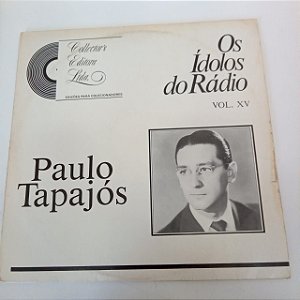 Collector's
Editora
Ltda.
EDIÇÕES PARA COLECIONADORES
Os
Ídolos
do Rádio
VOL. XV
Paulo
Tapajós